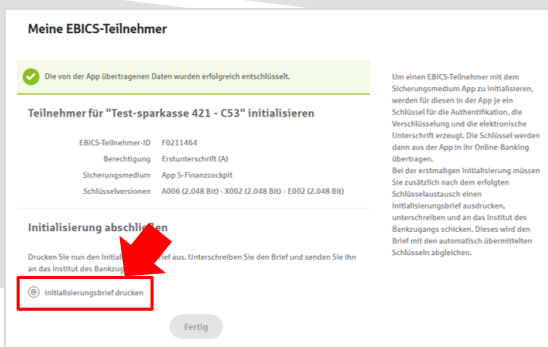 Meine EBICS-Teilnehmer
Die von der App übertragenen Daten wurden erfolgreich entschlüsselt.
Teilnehmer für "Test-sparkasse 421 - C53" initialisieren
EBICS-Teilnehmer-ID F0211464
Berechtigung Erstunterschrift (A)
Sicherungsmedium App S-Finanzcockpit
Schlüsselversionen A006 (2.048 Bit) - X002 (2.048 Bit) - E002 (2.048 Bit)
Initialisierung abschließen
Drucken Sie nun den Initial rief aus, Unterschreiben Sie den Brief und senden Sie ihn
an das Institut des Bankzug
Initialisierungsbrief drucken
Fertig
Um einen EBICS-Teilnehmer mit dem
Sicherungsmedium App zu initialisieren,
werden für diesen in der App je ein
Schlüssel für die Authentifikation, die
Verschlüsselung und die elektronische
Unterschrift erzeugt. Die Schlüssel werden
dann aus der App in Ihr Online-Banking
übertragen.
Bei der erstmaligen Initialisierung müssen
Sie zusätzlich nach dem erfolgten
Schlüsselaustausch einen
Initialisierungsbrief ausdrucken,
unterschreiben und an das Institut des
Bankzugangs schicken. Dieses wird den
Brief mit den automatisch übermittelten
Schlüsseln abgleichen.